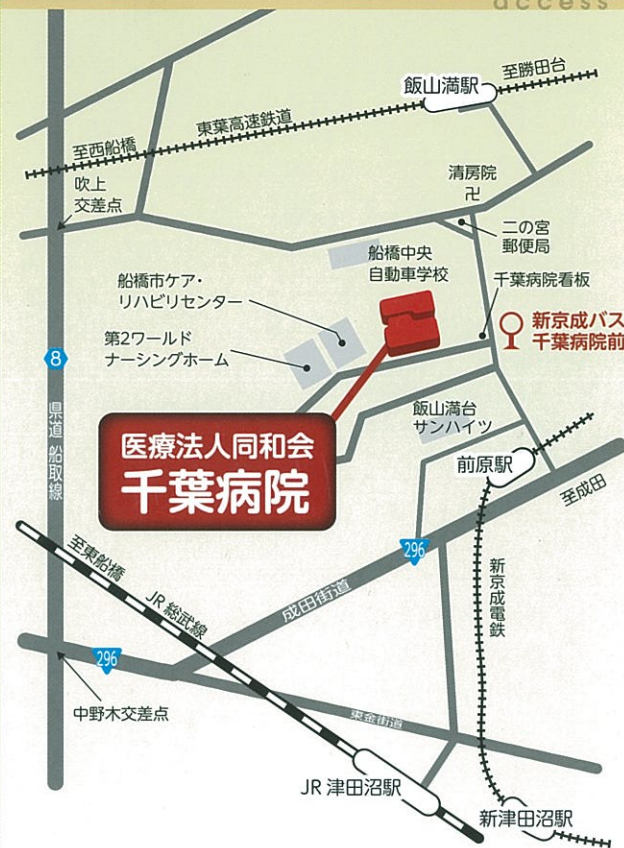 access
飯山満駅
至勝田台
東葉高速鉄道
至西船橋
吹上
交差点
清房院
卍
二の宮
郵便局
船橋中央
自動車学校
千葉病院看板
船橋市ケア・
リハビリセンター
新京成バス
千葉病院前
第2ワールド
ナーシングホーム
8
県道 船取線
飯山満台
サンハイツ
医療法人同和会
千葉病院
前原駅
至成田
296
新京成電鉄
至東船橋
JR 総武線
成田街道
296
中野木交差点
東金街道
JR 津田沼駅
新津田沼駅